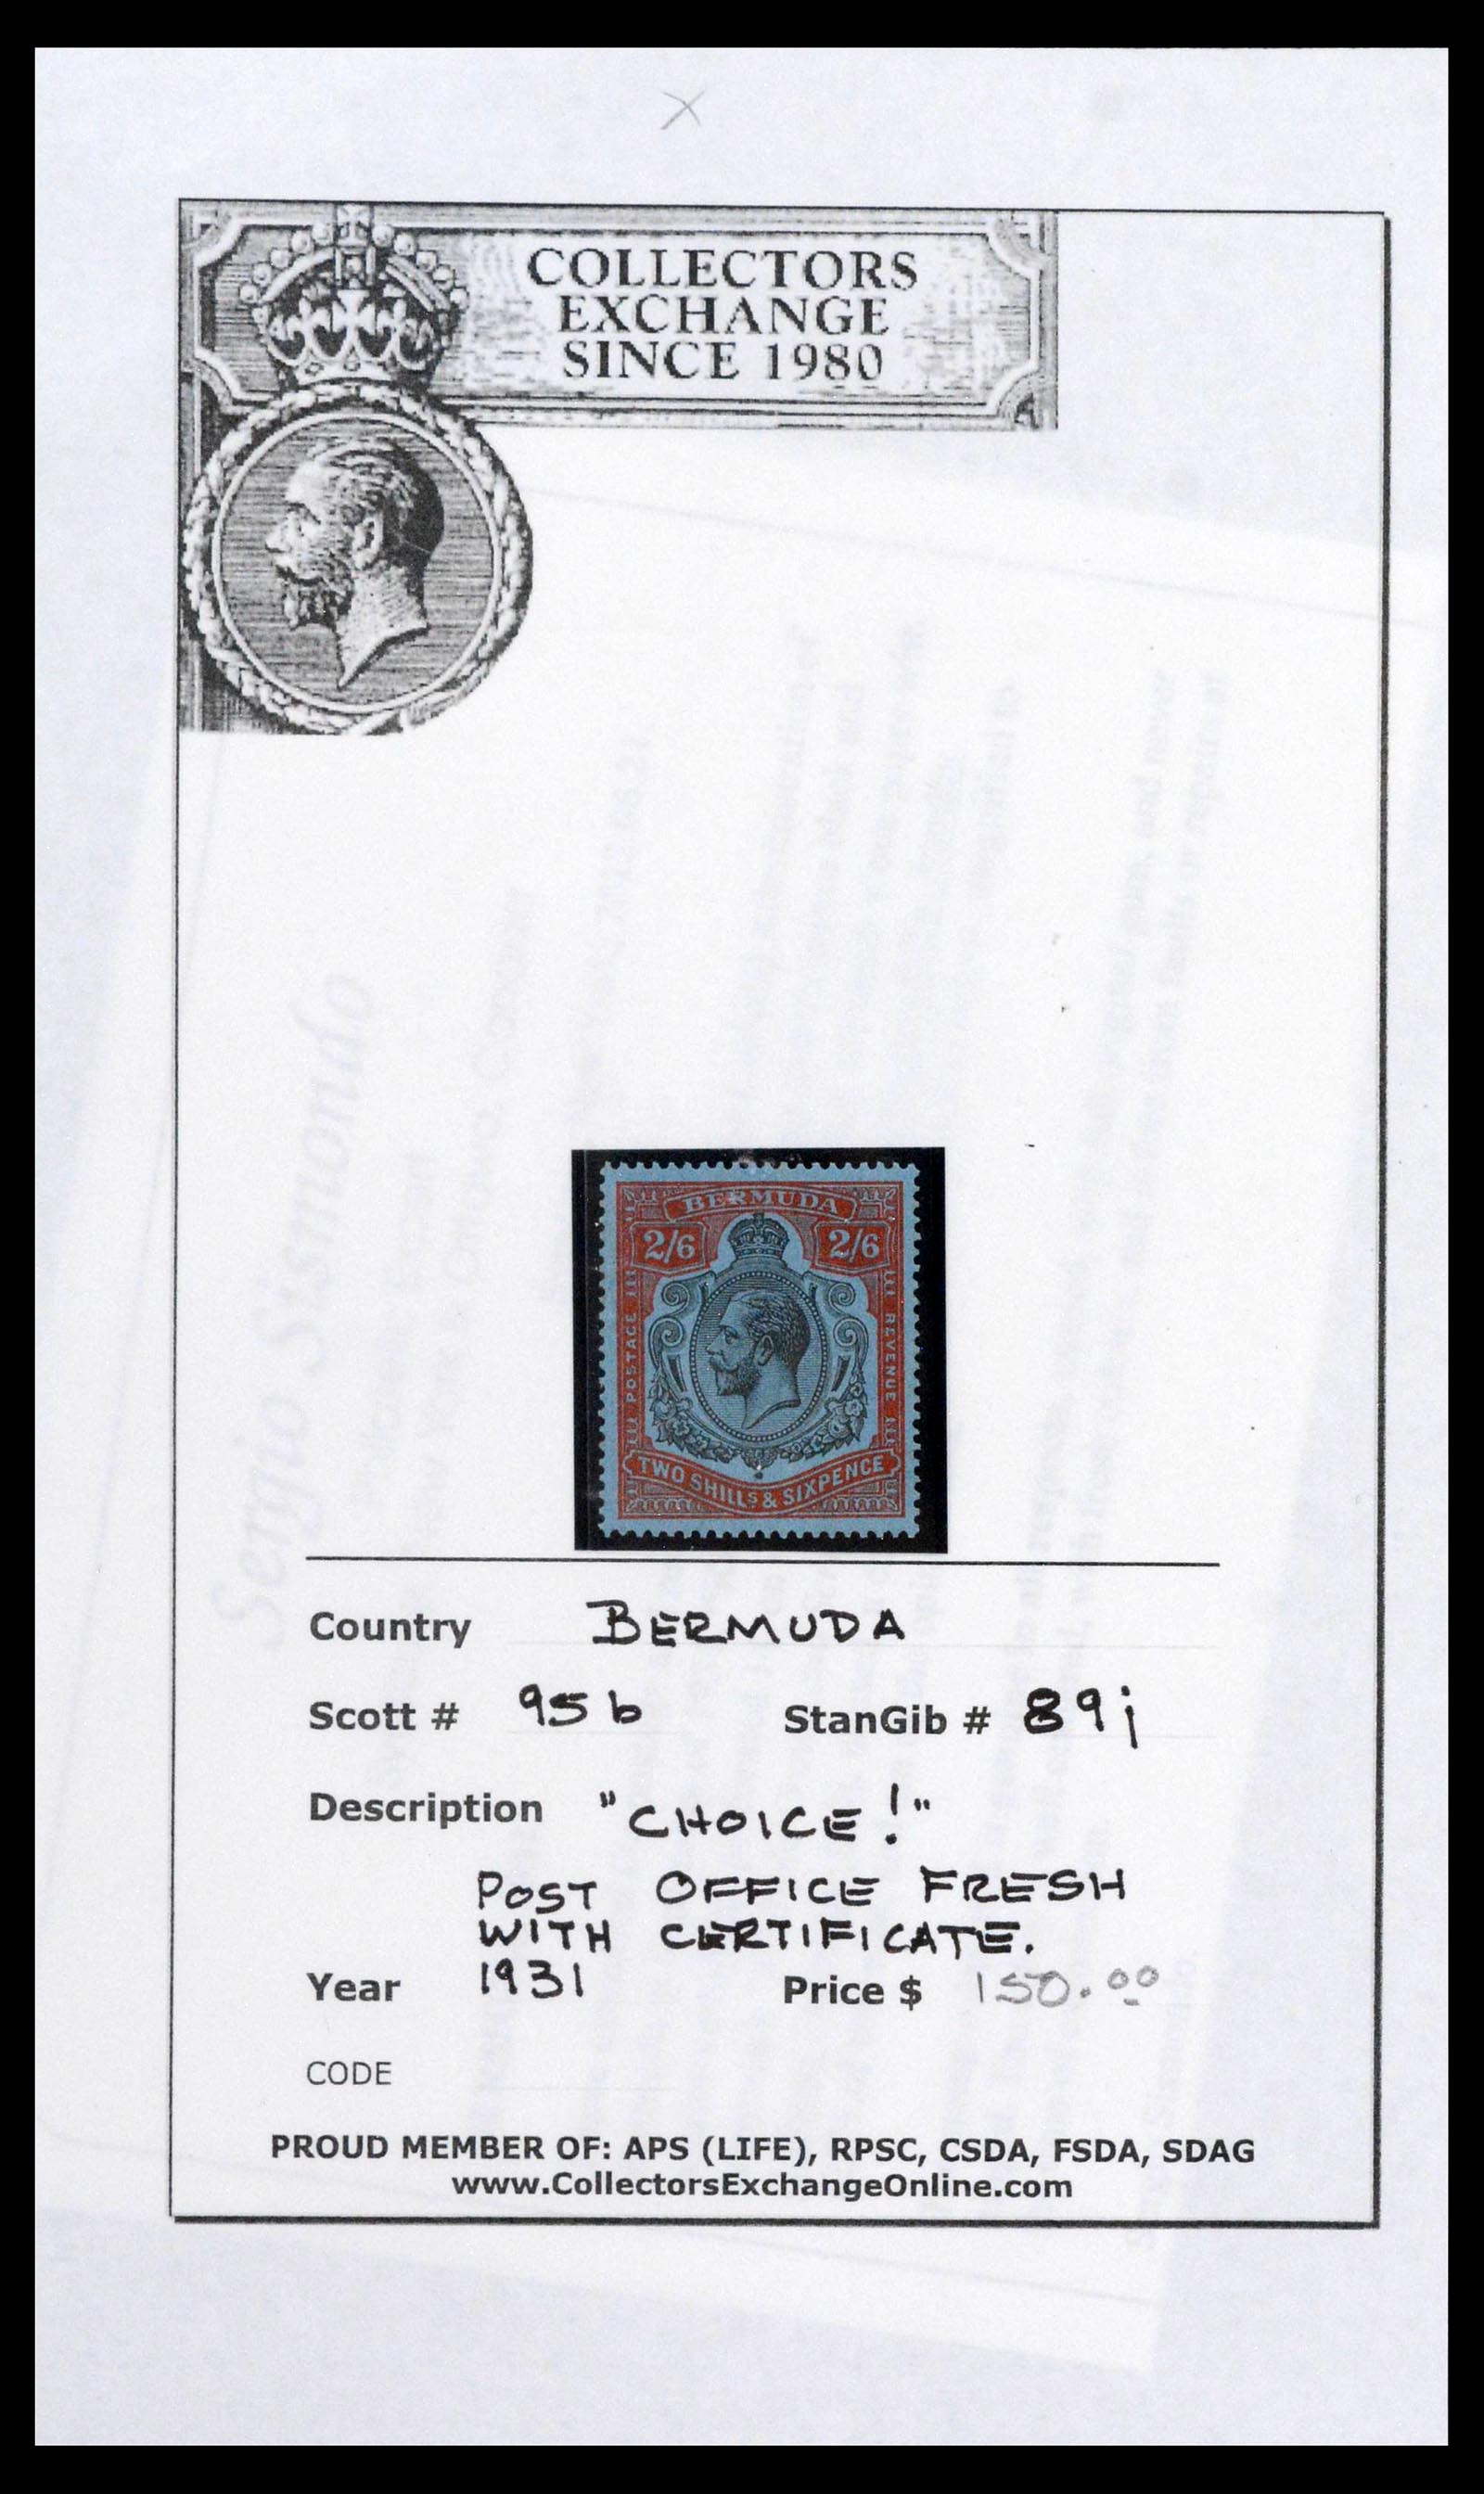 COLLECTORS
EXCHANGE
SINCE 1980
BERMUDA
2/6 2/6
POSTAGE
REVENUE
TWO SHILLS & SIXPENCE
Sergio Sismondo
Country BERMUDA
Scott # 95b StanGib # 89j
Description "CHOICE!"
POST OFFICE FRESH
WITH CERTIFICATE.
Year 1931 Price $ 150.00
CODE
PROUD MEMBER OF: APS (LIFE), RPSC, CSDA, FSDA, SDAG
www.CollectorsExchangeOnline.com